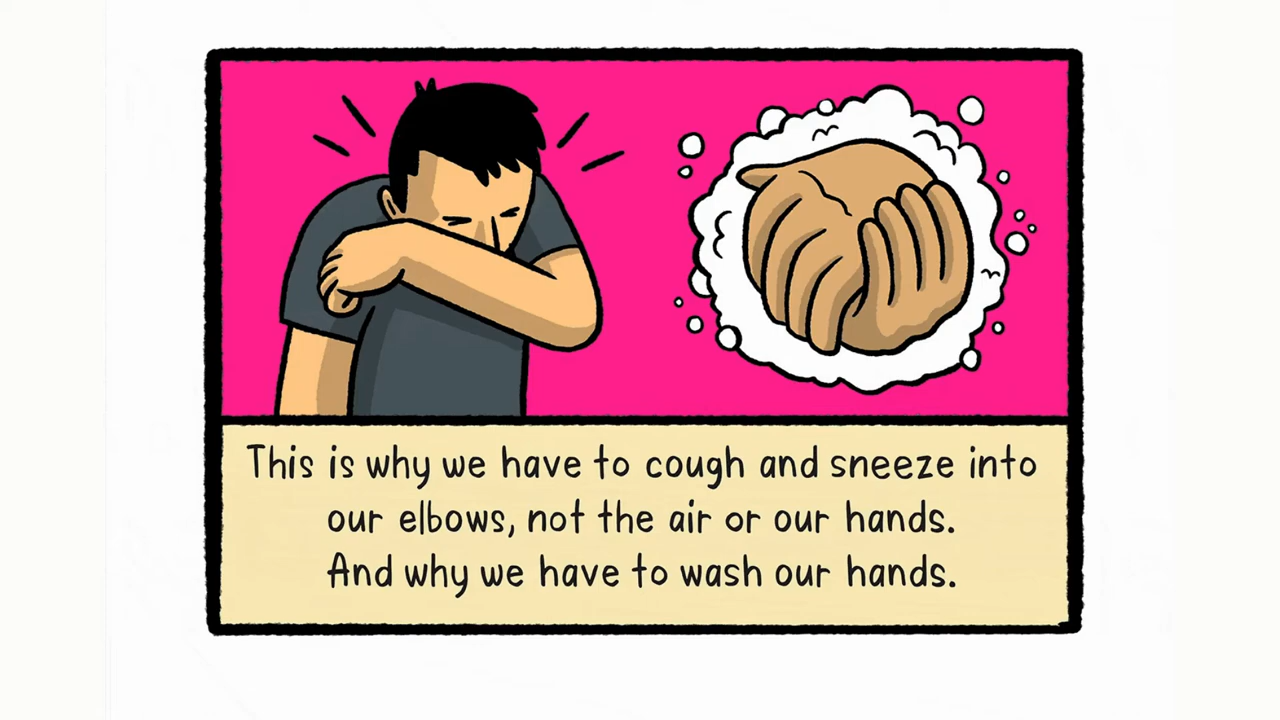 This is why we have to cough and sneeze into
our elbows, not the air or our hands.
And why we have to wash our hands.